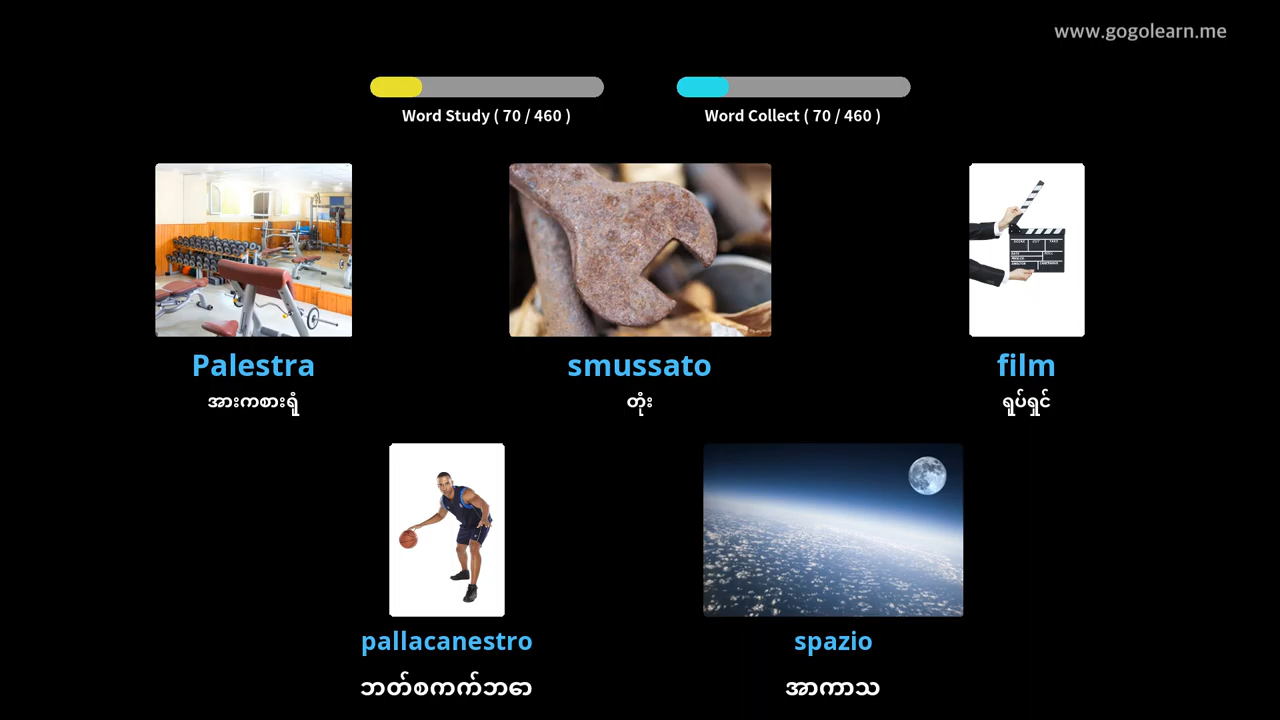 www.gogolearn.me
Word Study ( 70 / 460 )
Word Collect ( 70 / 460 )
Palestra
အားကစားရုံ
smussato
တုံး
film
ရုပ်ရှင်
pallacanestro
ဘတ်စကက်ဘော
spazio
အာကာသ